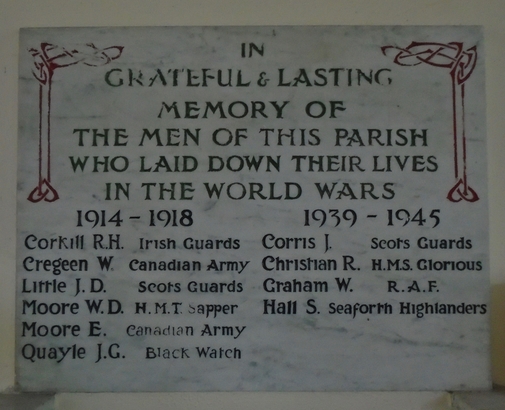 IN
GRATEFUL & LASTING
MEMORY OF
THE MEN OF THIS PARISH
WHO LAID DOWN THEIR LIVES
IN THE WORLD WARS
1914 - 1918
Corkill R.H. Irish Guards
Cregeen W. Canadian Army
Little J.D. Scots Guards
Moore W.D. H.M.T. Sapper
Moore E. Canadian Army
Quayle J.G. Black Watch
1939 - 1945
Corris J. Scots Guards
Christian R. H.M.S. Glorious
Graham W. R.A.F.
Hall S. Seaforth Highlanders